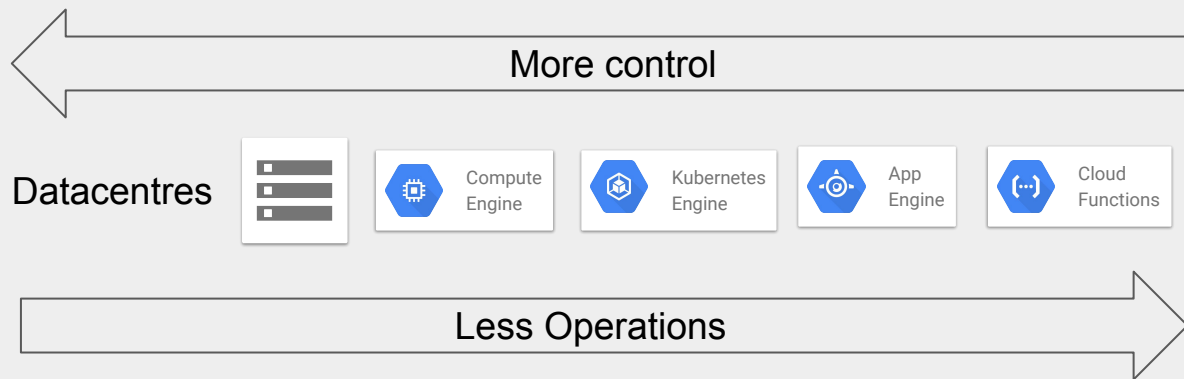 More control
Datacentres
Compute
Engine
Kubernetes
Engine
App
Engine
Cloud
Functions
Less Operations